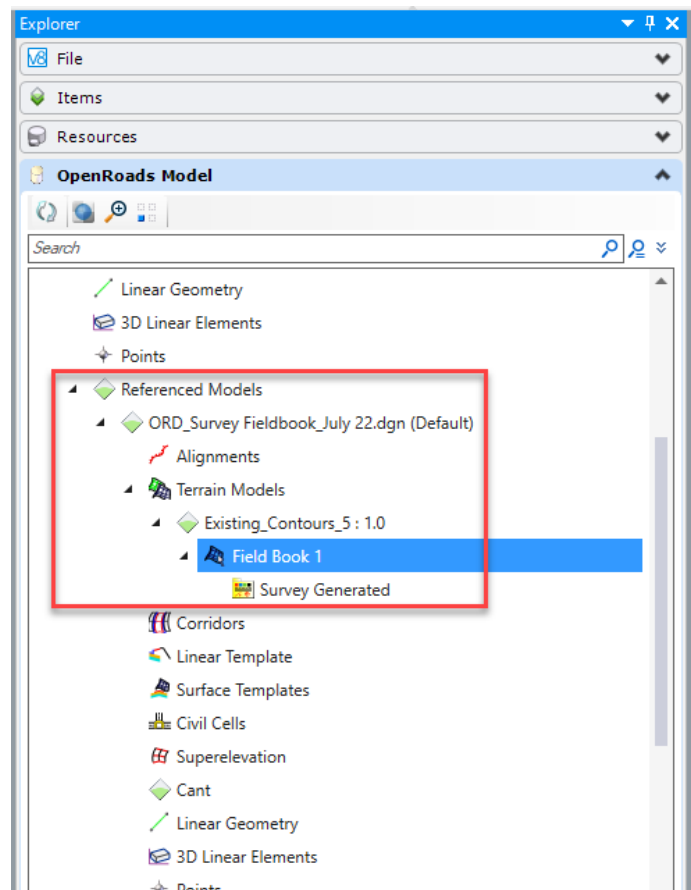 Explorer
V8 File
Items
Resources
OpenRoads Model
Search
Linear Geometry
3D Linear Elements
Points
Referenced Models
ORD_Survey Fieldbook_July 22.dgn (Default)
Alignments
Terrain Models
Existing_Contours_5 : 1.0
Field Book 1
Survey Generated
Corridors
Linear Template
Surface Templates
Civil Cells
Superelevation
Cant
Linear Geometry
3D Linear Elements
Points